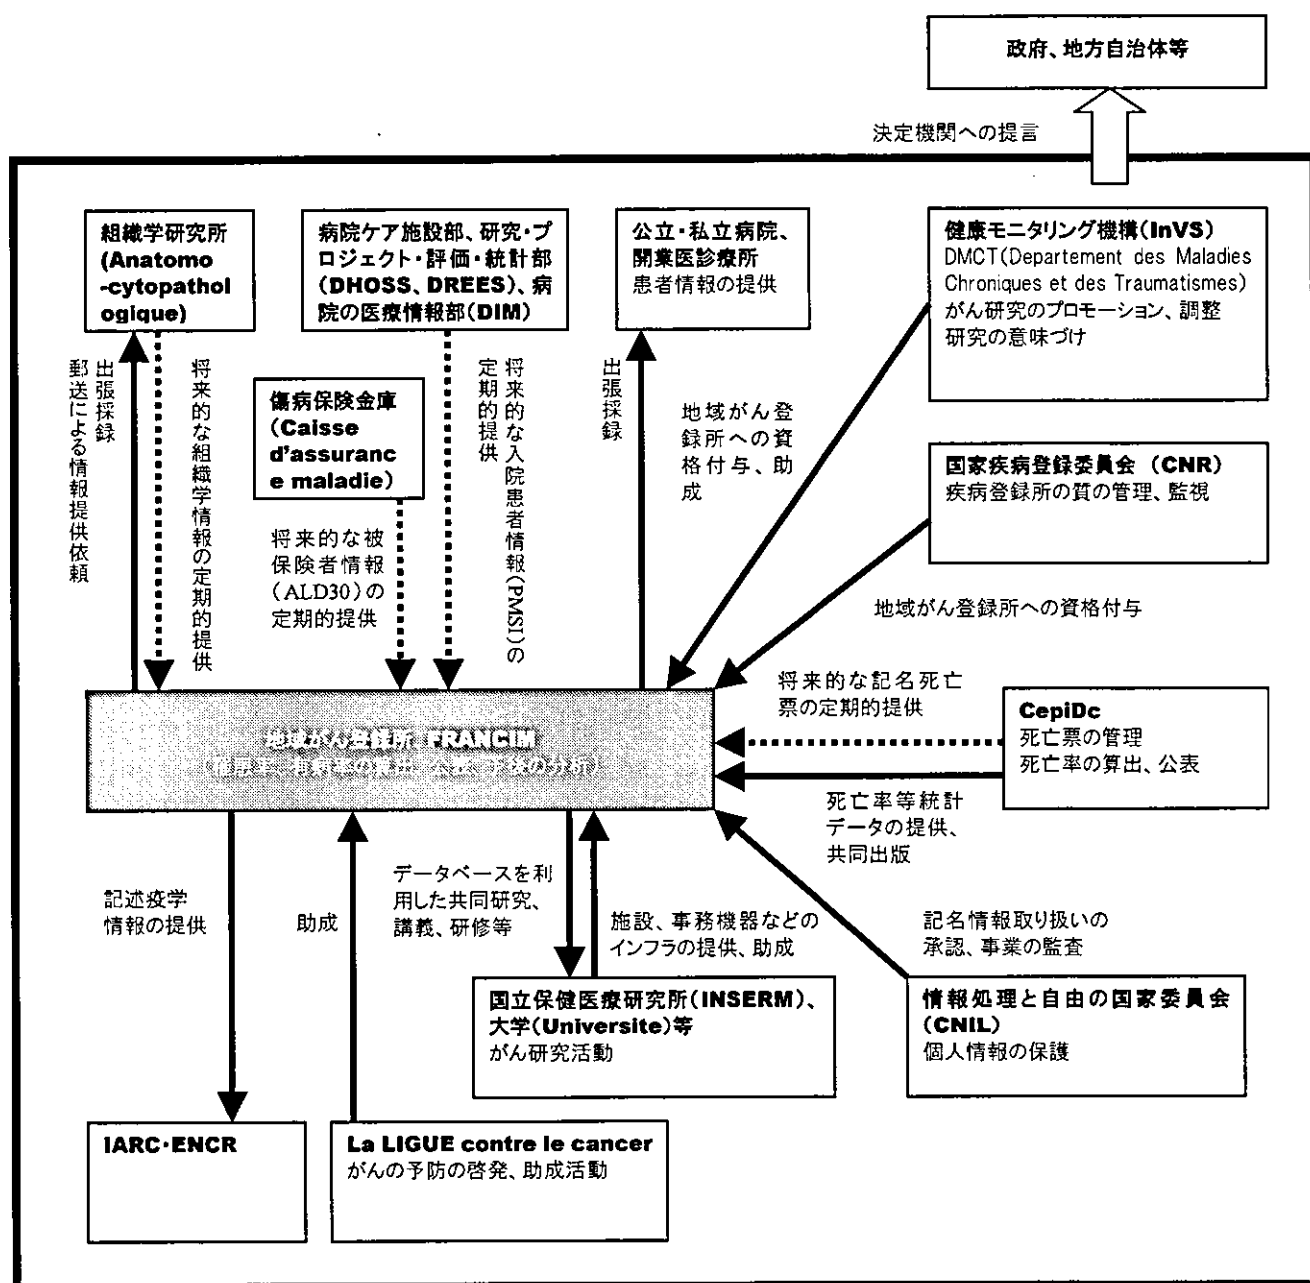 政府、地方自治体等
決定機関への提言
組織学研究所
(Anatomo
-cytopathol
ogique)
病院ケア施設部、研究・プ
ロジェクト・評価・統計部
(DHOSS、DREES)、病
院の医療情報部(DIM)
公立・私立病院、
開業医診療所
患者情報の提供
健康モニタリング機構(InVS)
DMCT(Departement des Maladies
Chroniques et des Traumatismes)
がん研究のプロモーション、調整
研究の意味づけ
出張採録
郵送による情報提供依頼
将来的な組織学情報の定期的提供
傷病保険金庫
(Caisse
d'assuranc
e maladie)
将来的な被
保険者情報
(ALD30)の
定期的提供
将来的な入院患者情報(PMSI)の
定期的提供
出張採録
地域がん登
録所への資
格付与、助
成
国家疾病登録委員会 (CNR)
疾病登録所の質の管理、監視
地域がん登録所への資格付与
将来的な記名死亡
票の定期的提供
CepiDc
死亡票の管理
死亡率の算出、公表
地域がん登録所 FRANCIM
死亡率等統計
データの提供、
共同出版
記述疫学
情報の提供
助成
データベースを利
用した共同研究、
講義、研修等
施設、事務機器などの
インフラの提供、助成
記名情報取り扱いの
承認、事業の監査
国立保健医療研究所(INSERM)、
大学(Universite)等
がん研究活動
情報処理と自由の国家委員会
(CNIL)
個人情報の保護
IARC・ENCR
La LIGUE contre le cancer
がんの予防の啓発、助成活動